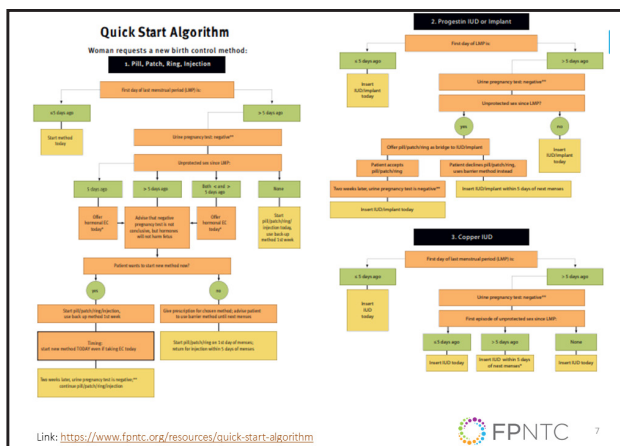 Quick Start Algorithm
Woman requests a new birth control method:
1. Pill, Patch, Ring, Injection
First day of last menstrual period (LMP) is:
≤5 days ago
> 5 days ago
Start method
today
Urine pregnancy test: negative**
Unprotected sex since LMP:
5 days ago
> 5 days ago
Both
5 days ago
None
Offer
hormonal EC
today*
Advise that negative
pregnancy test is not
conclusive, but hormones
will not harm fetus
Offer
hormonal EC
today*
Start
pill/patch/ring/
injection today,
use back up
method 1st week
Patient wants to start new method now?
yes
no
Start pill/patch/ring/injection,
use back up method 1st week
Give prescription for chosen method; advise patient
to use barrier method until next menses
Timing:
start new method TODAY even if taking EC today
Start pill/patch/ring on 1st day of menses;
return for injection within 5 days of menses
Two weeks later, urine pregnancy test is negative;**
continue pill/patch/ring/injection
2. Progestin IUD or Implant
First day of LMP is:
≤ 5 days ago
> 5 days ago
Insert
IUD/Implant
today
Urine pregnancy test: negative**
Unprotected sex since LMP?
yes
no
Offer pill/patch/ring as bridge to IUD/Implant
Insert
IUD/Implant
today
Patient accepts
pill/patch/ring
Patient declines pill/patch/ring,
uses barrier method instead
Two weeks later, urine pregnancy test is negative**
Insert IUD/Implant within 5 days of next menses
Insert IUD/Implant today
3. Copper IUD
First day of last menstrual period (LMP) is:
≤ 5 days ago
> 5 days ago
Insert
IUD
today
Urine pregnancy test: negative**
First episode of unprotected sex since LMP:
≤5 days ago
> 5 days ago
None
Insert IUD today
Insert IUD within 5 days
of next menses*
Insert IUD today
Link: https://www.fpntc.org/resources/quick-start-algorithm
FPNTC
7